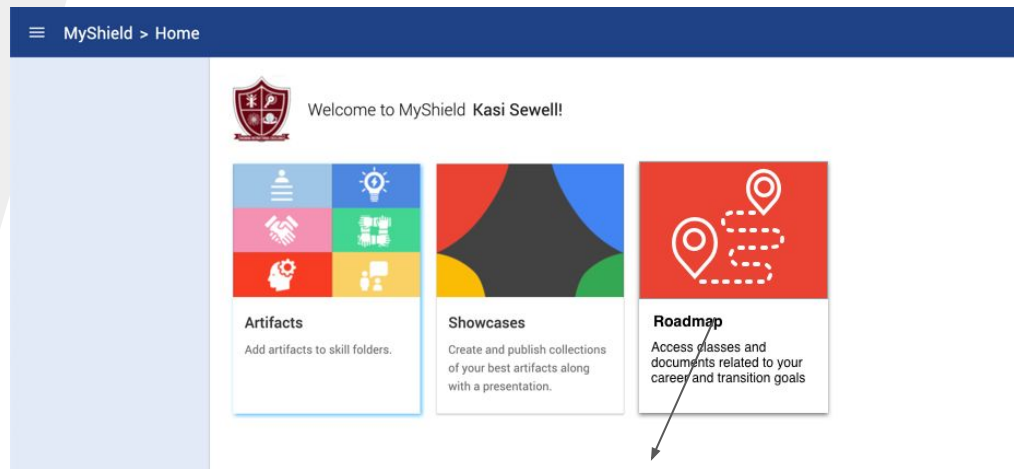 MyShield > Home
Welcome to MyShield Kasi Sewell!
Artifacts
Add artifacts to skill folders.
Showcases
Create and publish collections
of your best artifacts along
with a presentation.
Roadmap
Access classes and
documents related to your
career and transition goals